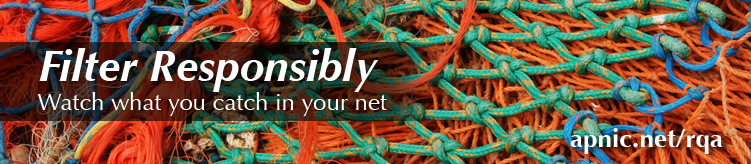 Filter Responsibly
Watch what you catch in your net
apnic.net/rqa